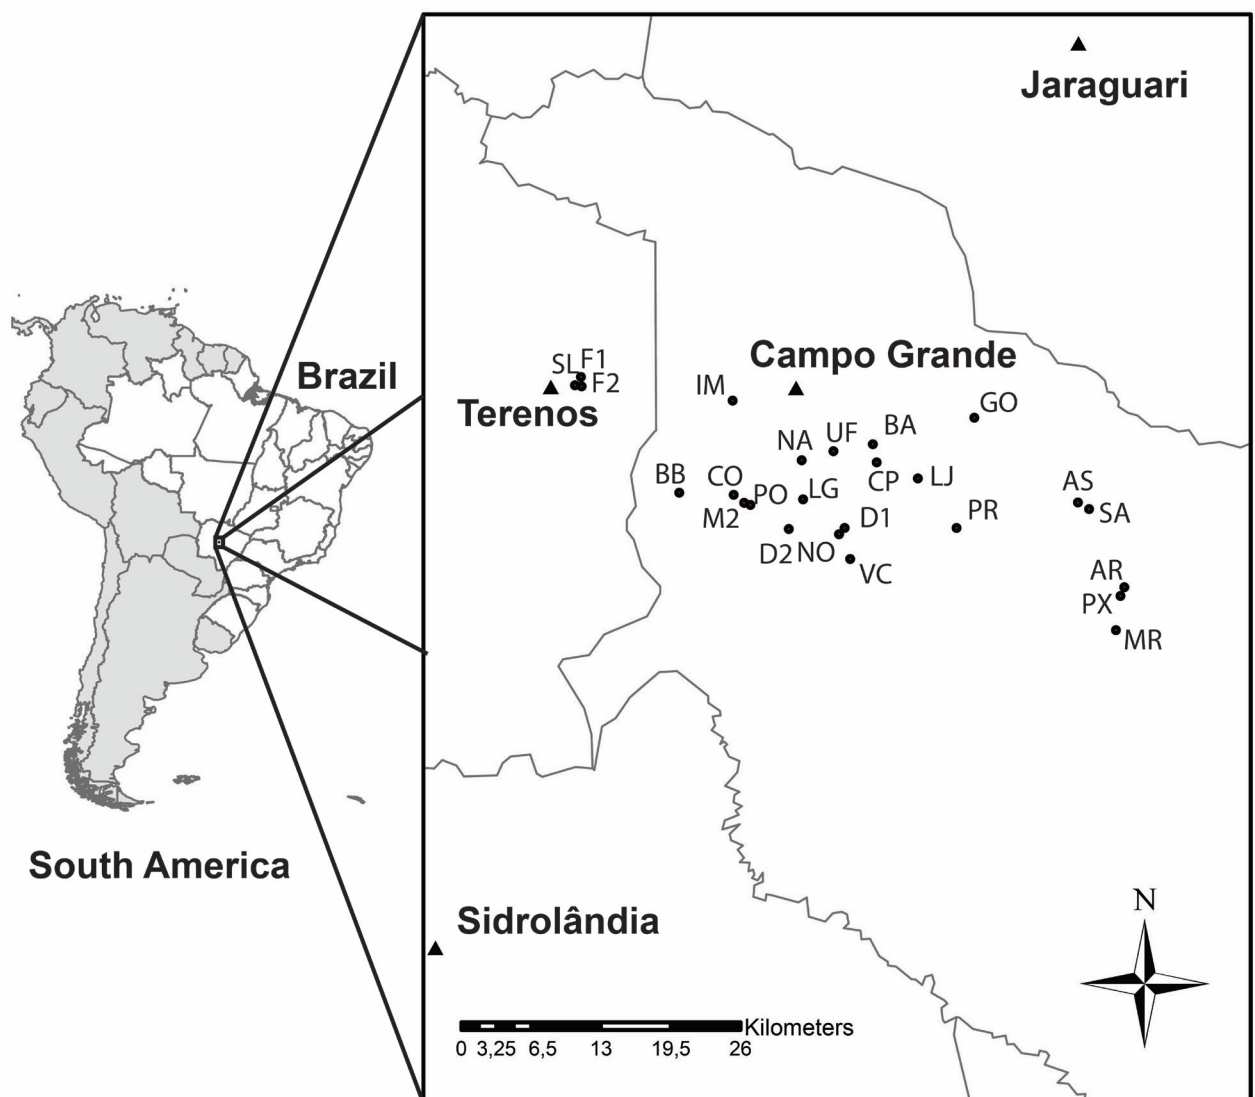 Jaraguari
Brazil
Campo Grande
SL
F1
F2
Terenos
IM
GO
NA
UF
BA
BB
CO
PO
LG
CP
LJ
AS
M2
D1
PR
SA
D2
NO
VC
AR
PX
MR
South America
Sidrolândia
N
Kilometers
0 3,25 6,5 13 19,5 26